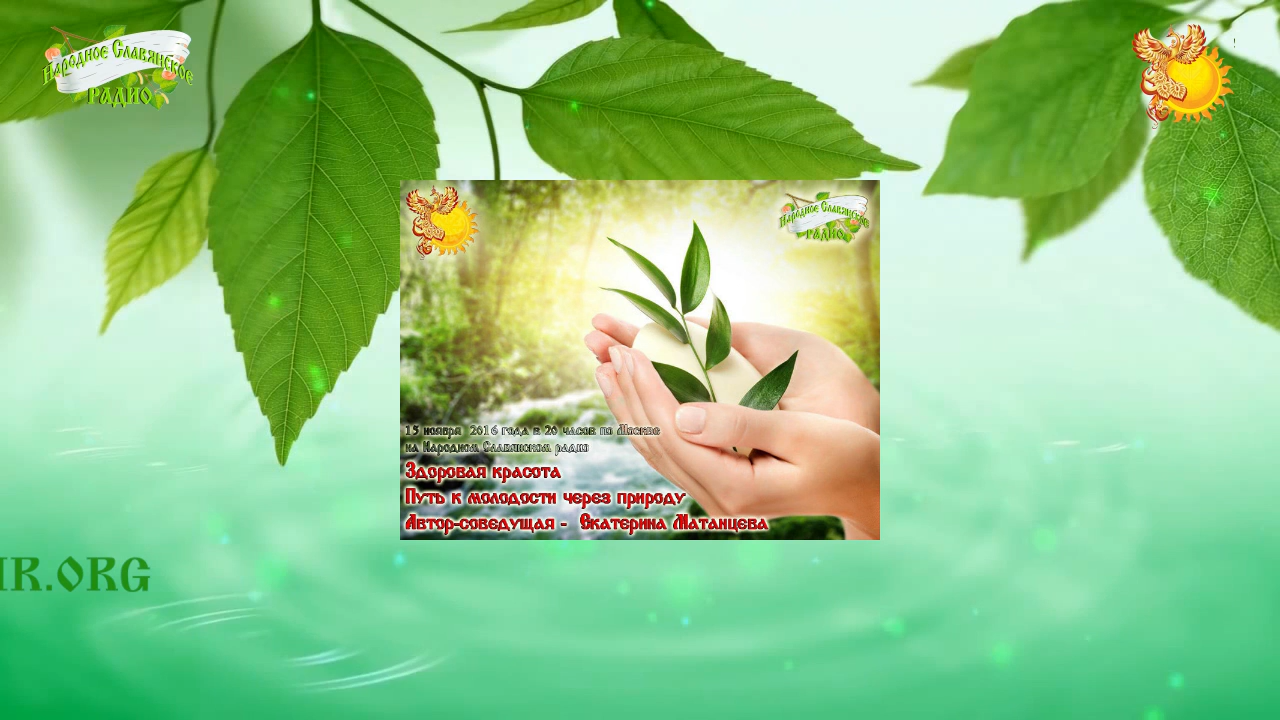 Народное Славянское
РАДИО
Народное Славянское
РАДИО
15 ноября 2016 года в 20 часов по Москве
на Народном Славянском радио
Здоровая красота
Путь к молодости через природу
Автор-соведущая - Екатерина Матанцева
IR.ORG